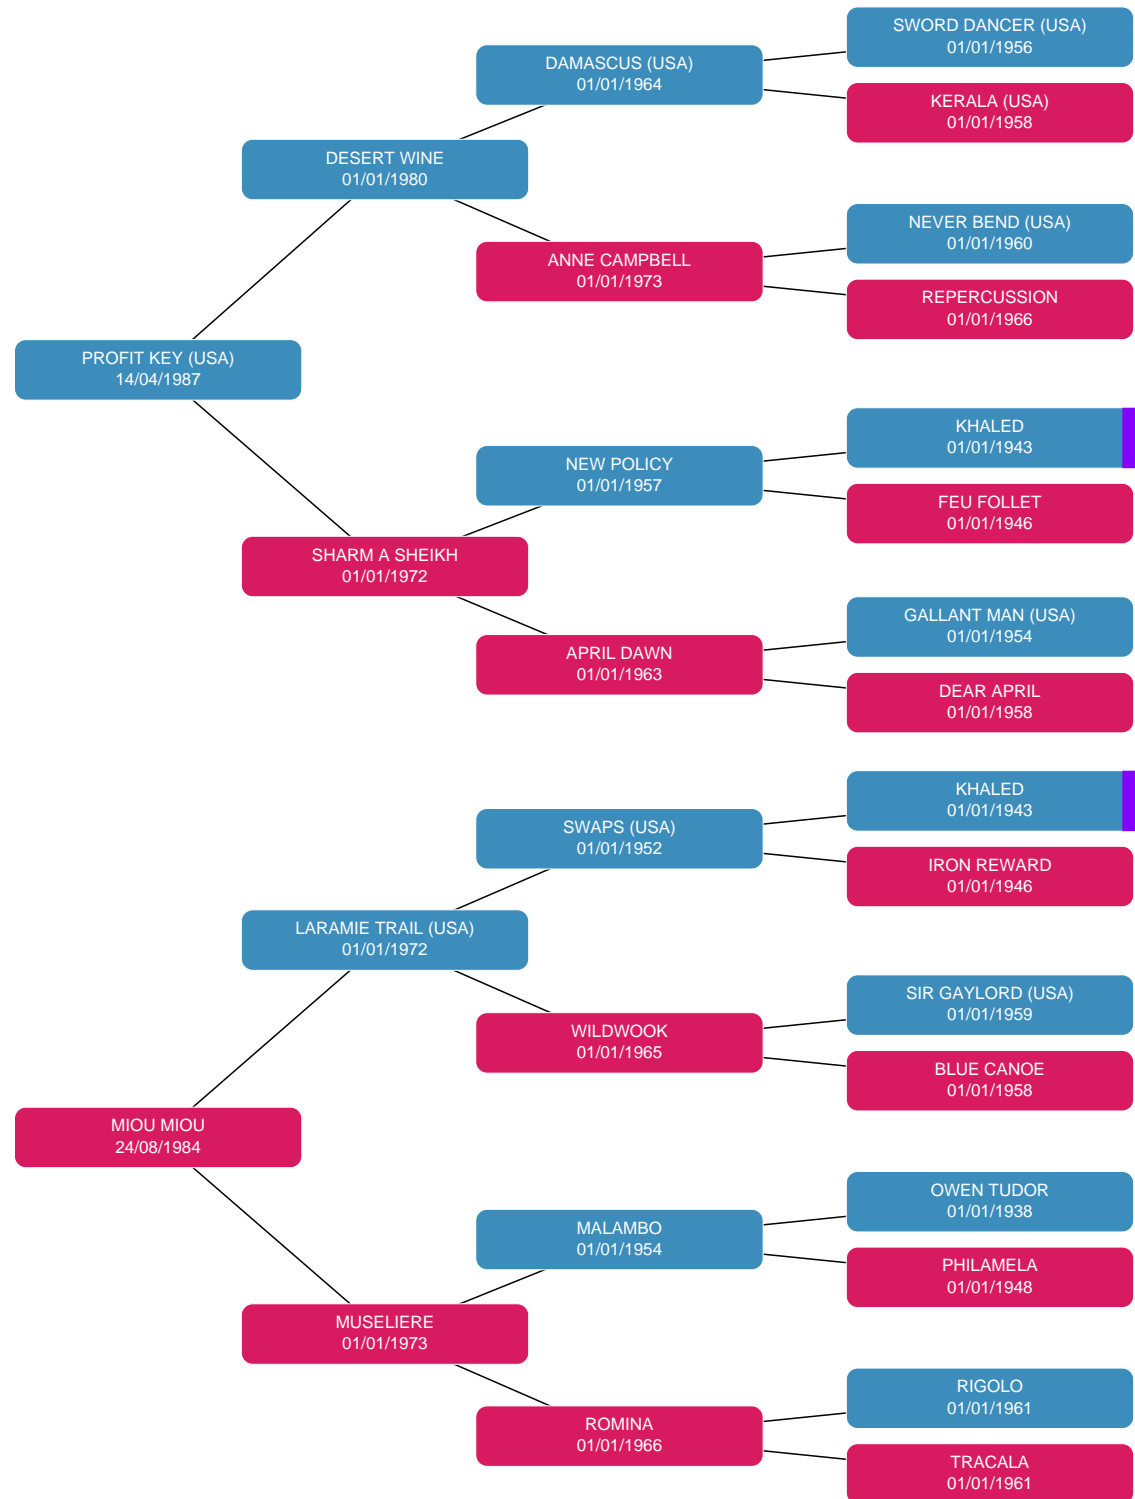 SWORD DANCER (USA)
01/01/1956
DAMASCUS (USA)
01/01/1964
KERALA (USA)
01/01/1958
DESERT WINE
01/01/1980
NEVER BEND (USA)
01/01/1960
ANNE CAMPBELL
01/01/1973
REPERCUSSION
01/01/1966
PROFIT KEY (USA)
14/04/1987
KHALED
01/01/1943
NEW POLICY
01/01/1957
FEU FOLLET
01/01/1946
SHARM A SHEIKH
01/01/1972
GALLANT MAN (USA)
01/01/1954
APRIL DAWN
01/01/1963
DEAR APRIL
01/01/1958
KHALED
01/01/1943
SWAPS (USA)
01/01/1952
IRON REWARD
01/01/1946
LARAMIE TRAIL (USA)
01/01/1972
SIR GAYLORD (USA)
01/01/1959
WILDWOOK
01/01/1965
BLUE CANOE
01/01/1958
MIOU MIOU
24/08/1984
OWEN TUDOR
01/01/1938
MALAMBO
01/01/1954
PHILAMELA
01/01/1948
MUSELIERE
01/01/1973
RIGOLO
01/01/1961
ROMINA
01/01/1966
TRACALA
01/01/1961